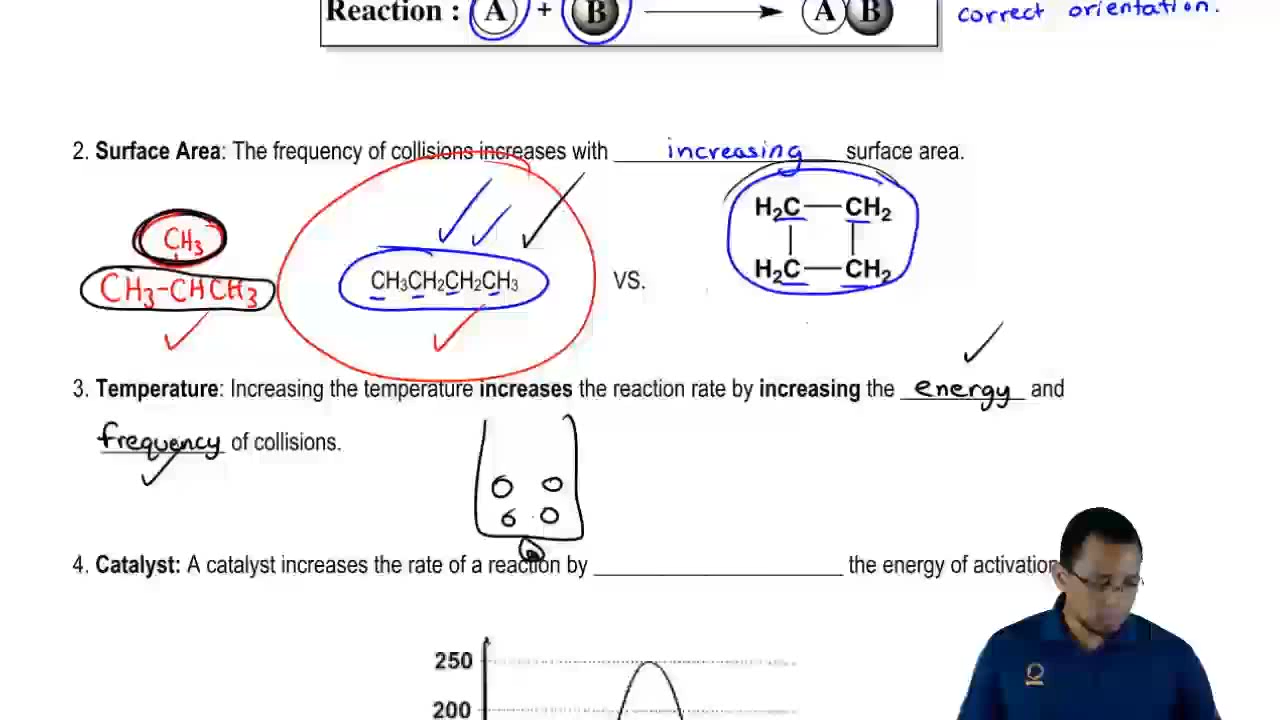 Reaction : A + B → A B correct orientation.
2. Surface Area: The frequency of collisions increases with increasing surface area.
CH3
CH3-CHCH3
CH3CH2CH2CH3 VS.
H2C—CH2
H2C—CH2
3. Temperature: Increasing the temperature increases the reaction rate by increasing the energy and
frequency of collisions.
4. Catalyst: A catalyst increases the rate of a reaction by ____________________ the energy of activation
250
200